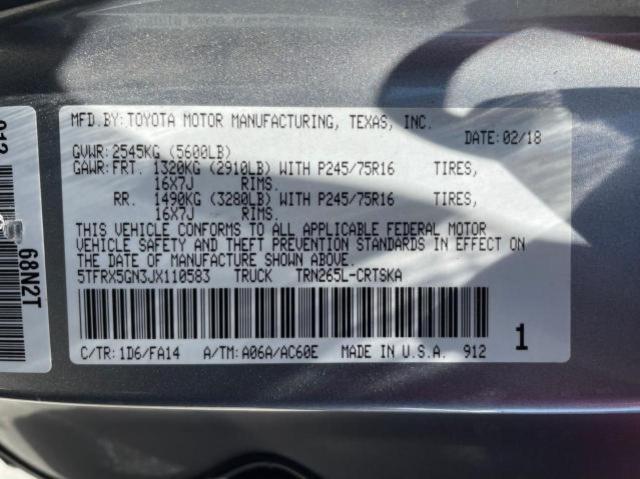 MFD.BY:TOYOTA MOTOR MANUFACTURING, TEXAS, INC.
DATE:02/18
GVWR:2545KG (5600LB)
GAWR:FRT. 1320KG (2910LB) WITH P245/75R16 TIRES,
16X7J RIMS.
RR. 1490KG (3280LB) WITH P245/75R16 TIRES,
16X7J RIMS.
THIS VEHICLE CONFORMS TO ALL APPLICABLE FEDERAL MOTOR
VEHICLE SAFETY AND THEFT PREVENTION STANDARDS IN EFFECT ON
THE DATE OF MANUFACTURE SHOWN ABOVE.
5TFRX5GN3JX110583 TRUCK TRN265L-CRTSKA
C/TR:1D6/FA14 A/TM:A06A/AC60E MADE IN U.S.A. 912
1
68N2T